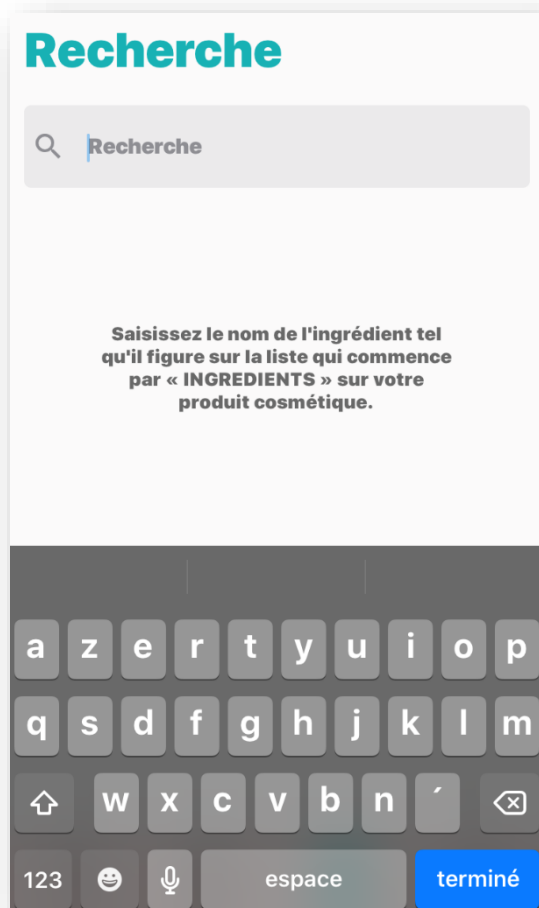 Recherche
Recherche
Saisissez le nom de l'ingrédient tel
qu'il figure sur la liste qui commence
par « INGREDIENTS » sur votre
produit cosmétique.
a z e r t y u i o p
q s d f g h j k l m
w x c v b n ´
123 espace terminé